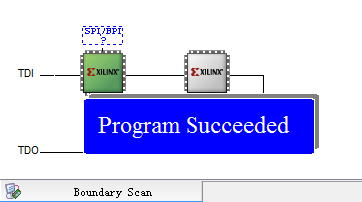 SPI/BPI
?
TDI
XILINX® XILINX®
Program Succeeded
TDO
Boundary Scan